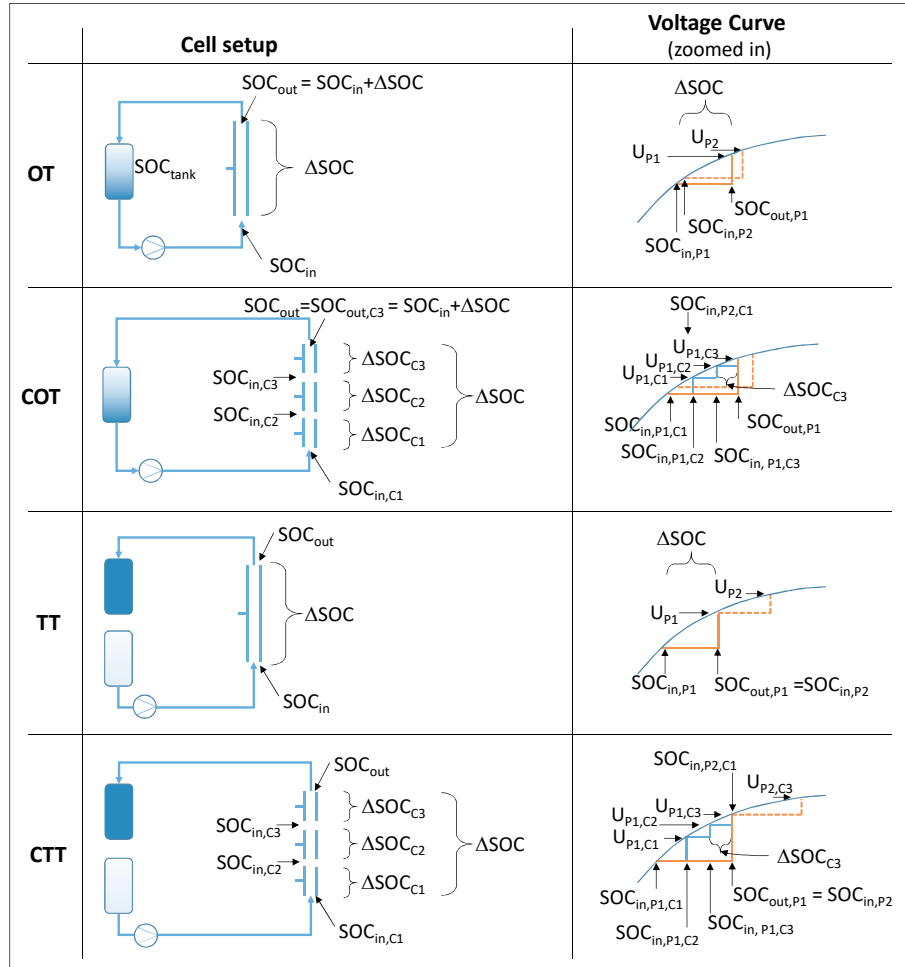 Cell setup
Voltage Curve
(zoomed in)
OT
SOCout = SOCin+ΔSOC
SOCtank
ΔSOC
SOCin
ΔSOC
UP2
UP1
SOCout,P1
SOCin,P2
SOCin,P1
COT
SOCout=SOCout,C3 = SOCin+ΔSOC
ΔSOCC3
SOCin,C3
ΔSOCC2
ΔSOC
SOCin,C2
ΔSOCC1
SOCin,C1
SOCin,P2,C1
UP1,C3
UP1,C2
UP1,C1
ΔSOCC3
SOCin,P1,C1
SOCout,P1
SOCin,P1,C2
SOCin, P1,C3
TT
SOCout
ΔSOC
SOCin
ΔSOC
UP2
UP1
SOCin,P1
SOCout,P1 =SOCin,P2
CTT
SOCout
ΔSOCC3
SOCin,C3
ΔSOCC2
ΔSOC
SOCin,C2
ΔSOCC1
SOCin,C1
SOCin,P2,C1
UP2,C3
UP1,C3
UP1,C2
UP1,C1
ΔSOCC3
SOCin,P1,C1
SOCout,P1 = SOCin,P2
SOCin,P1,C2
SOCin, P1,C3